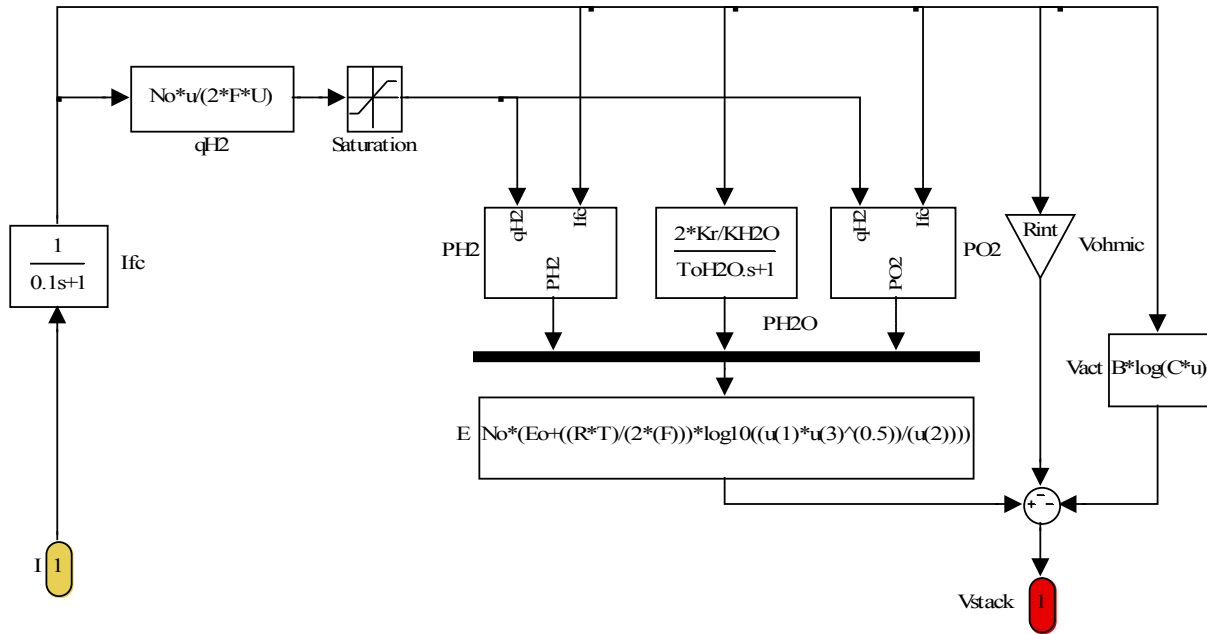 No*u/(2*F*U)
qH2
Saturation
1
0.1s+1
Ifc
PH2
qH2
Ifc
PH2
2*Kr/KH2O
ToH2O.s+1
PH2O
qH2
Ifc
PO2
PO2
Rint
Vohmic
Vact
B*log(C*u)
E
No*(Eo+((R*T)/(2*(F)))*log10((u(1)*u(3)^(0.5))/(u(2))))
+
-
-
I
1
Vstack
1